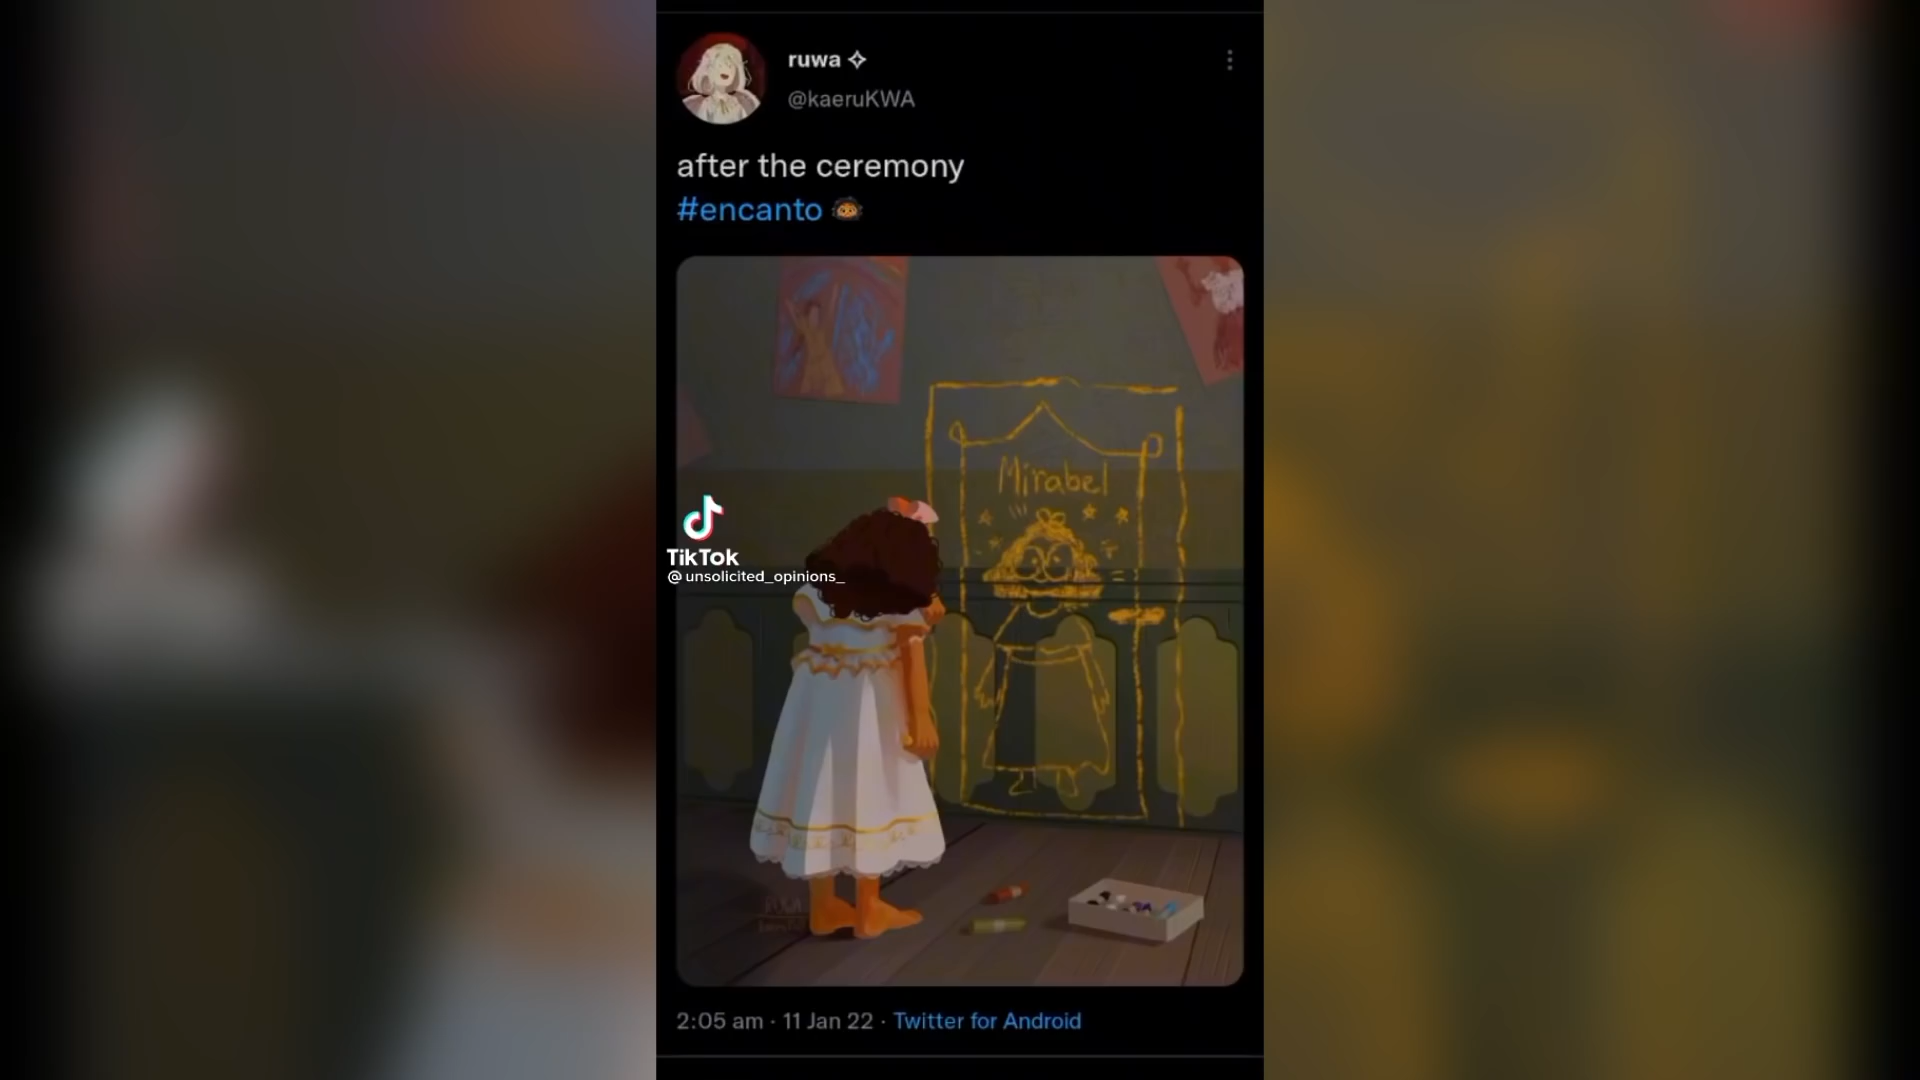 ruwa ✧
@kaeruKWA
after the ceremony
#encanto
Mirabel
TikTok
@unsolicited_opinions_
2:05 am · 11 Jan 22 · Twitter for Android